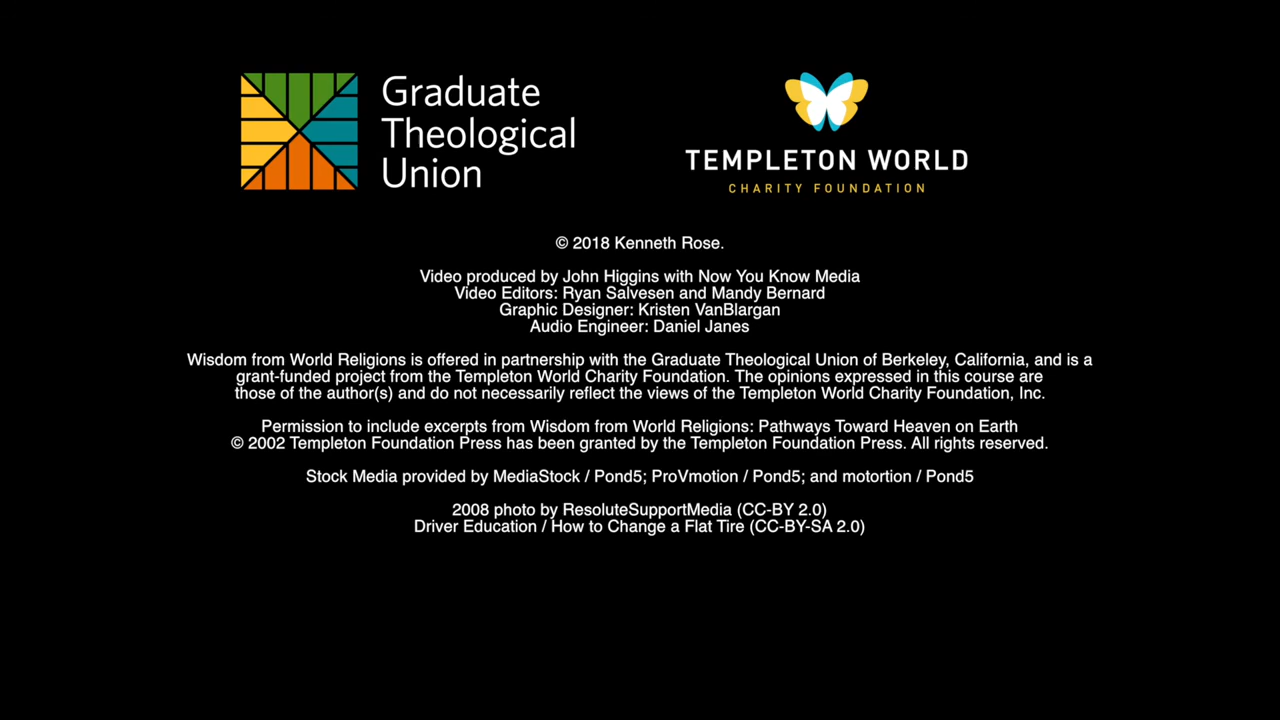 Graduate
Theological
Union
TEMPLETON WORLD
CHARITY FOUNDATION
© 2018 Kenneth Rose.
Video produced by John Higgins with Now You Know Media
Video Editors: Ryan Salvesen and Mandy Bernard
Graphic Designer: Kristen VanBlargan
Audio Engineer: Daniel Janes
Wisdom from World Religions is offered in partnership with the Graduate Theological Union of Berkeley, California, and is a
grant-funded project from the Templeton World Charity Foundation. The opinions expressed in this course are
those of the author(s) and do not necessarily reflect the views of the Templeton World Charity Foundation, Inc.
Permission to include excerpts from Wisdom from World Religions: Pathways Toward Heaven on Earth
© 2002 Templeton Foundation Press has been granted by the Templeton Foundation Press. All rights reserved.
Stock Media provided by MediaStock / Pond5; ProVmotion / Pond5; and motortion / Pond5
2008 photo by ResoluteSupportMedia (CC-BY 2.0)
Driver Education / How to Change a Flat Tire (CC-BY-SA 2.0)